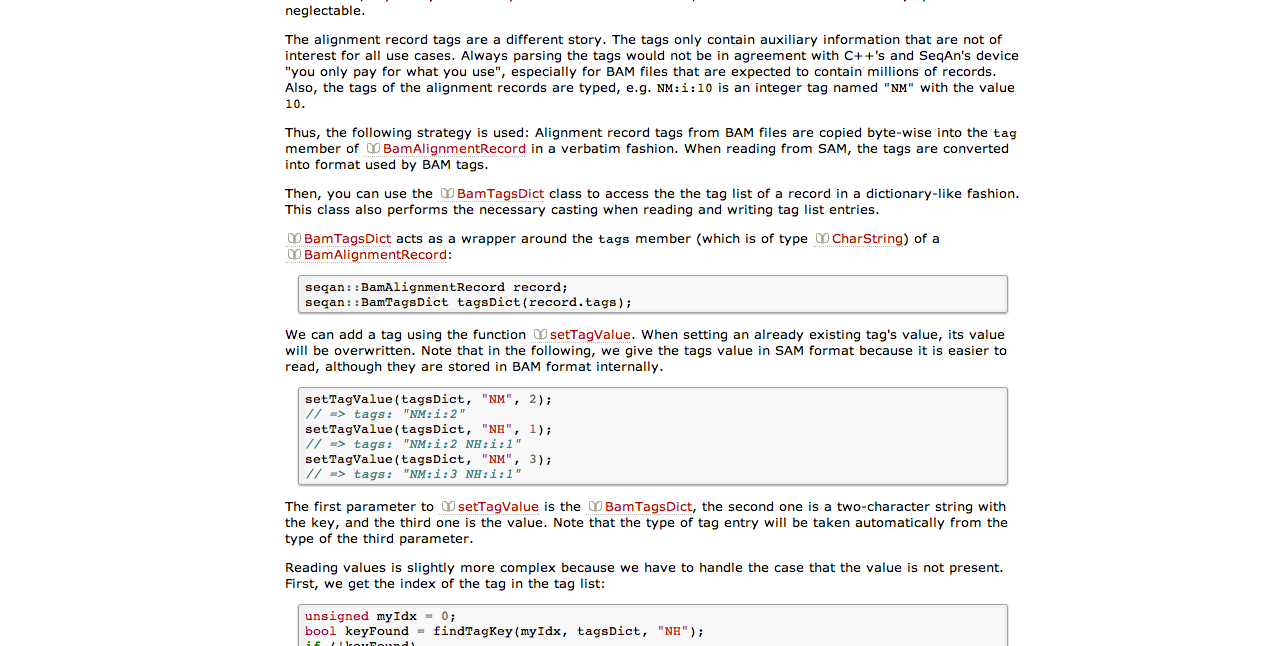 neglectable.
The alignment record tags are a different story. The tags only contain auxiliary information that are not of
interest for all use cases. Always parsing the tags would not be in agreement with C++'s and SeqAn's device
"you only pay for what you use", especially for BAM files that are expected to contain millions of records.
Also, the tags of the alignment records are typed, e.g. NM:i:10 is an integer tag named "NM" with the value
10.
Thus, the following strategy is used: Alignment record tags from BAM files are copied byte-wise into the tag
member of BamAlignmentRecord in a verbatim fashion. When reading from SAM, the tags are converted
into format used by BAM tags.
Then, you can use the BamTagsDict class to access the the tag list of a record in a dictionary-like fashion.
This class also performs the necessary casting when reading and writing tag list entries.
BamTagsDict acts as a wrapper around the tags member (which is of type CharString) of a
BamAlignmentRecord:
seqan::BamAlignmentRecord record;
seqan::BamTagsDict tagsDict(record.tags);
We can add a tag using the function setTagValue. When setting an already existing tag's value, its value
will be overwritten. Note that in the following, we give the tags value in SAM format because it is easier to
read, although they are stored in BAM format internally.
setTagValue(tagsDict, "NM", 2);
// => tags: "NM:i:2"
setTagValue(tagsDict, "NH", 1);
// => tags: "NM:i:2 NH:i:1"
setTagValue(tagsDict, "NM", 3);
// => tags: "NM:i:3 NH:i:1"
The first parameter to setTagValue is the BamTagsDict, the second one is a two-character string with
the key, and the third one is the value. Note that the type of tag entry will be taken automatically from the
type of the third parameter.
Reading values is slightly more complex because we have to handle the case that the value is not present.
First, we get the index of the tag in the tag list:
unsigned myIdx = 0;
bool keyFound = findTagKey(myIdx, tagsDict, "NH");
if (!keyFound)